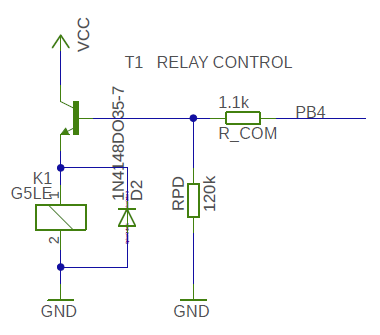 VCC
T1 RELAY CONTROL
1.1k
PB4
R_COM
1N4148DO35-7
D2
K1
G5LE
1
2
RPD
120k
GND
GND